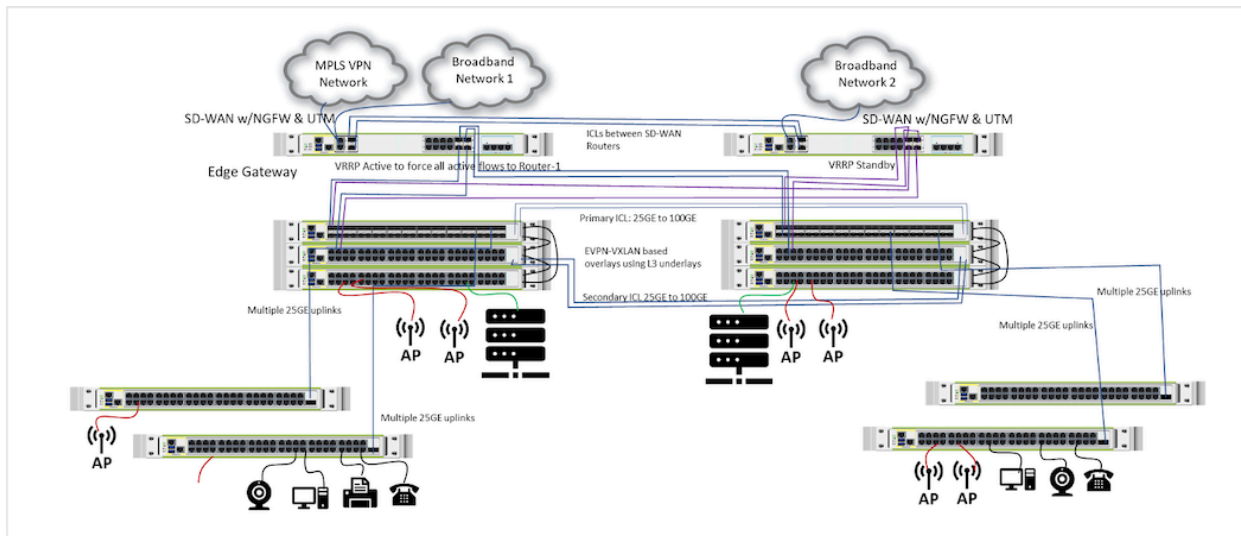 MPLS VPN
Network
Broadband
Network 1
Broadband
Network 2
SD-WAN w/NGFW & UTM
SD-WAN w/NGFW & UTM
ICLs between SD-WAN
Routers
VRRP Active to force all active flows to Router-1
VRRP Standby
Edge Gateway
Primary ICL: 25GE to 100GE
EVPN-VXLAN based
overlays using L3 underlays
Secondary ICL 25GE to 100GE
Multiple 25GE uplinks
Multiple 25GE uplinks
Multiple 25GE uplinks
AP
AP
AP
AP
Multiple 25GE uplinks
AP
AP
AP